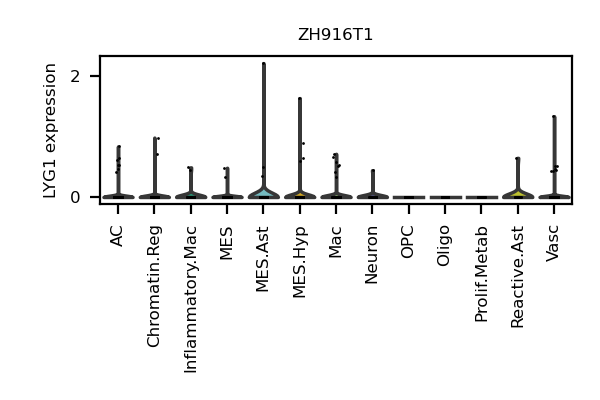 ZH916T1
LYG1 expression
2
0
AC
Chromatin.Reg
Inflammatory.Mac
MES
MES.Ast
MES.Hyp
Mac
Neuron
OPC
Oligo
Prolif.Metab
Reactive.Ast
Vasc